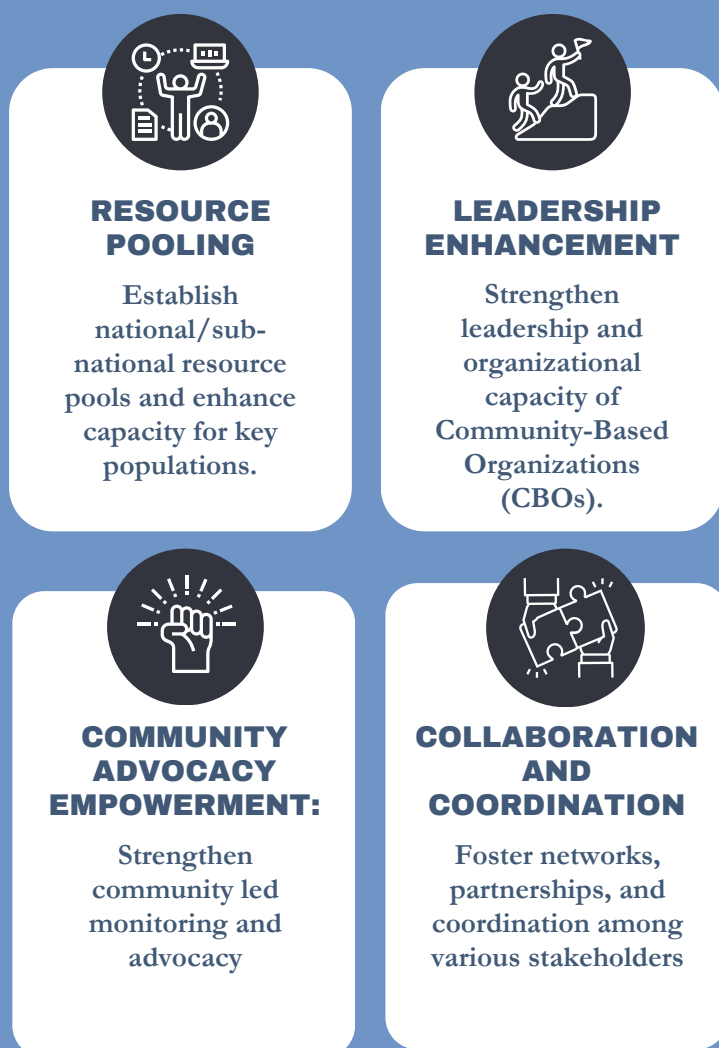 RESOURCE
POOLING
Establish
national/sub-
national resource
pools and enhance
capacity for key
populations.
LEADERSHIP
ENHANCEMENT
Strengthen
leadership and
organizational
capacity of
Community-Based
Organizations
(CBOs).
COMMUNITY
ADVOCACY
EMPOWERMENT:
Strengthen
community led
monitoring and
advocacy
COLLABORATION
AND
COORDINATION
Foster networks,
partnerships, and
coordination among
various stakeholders